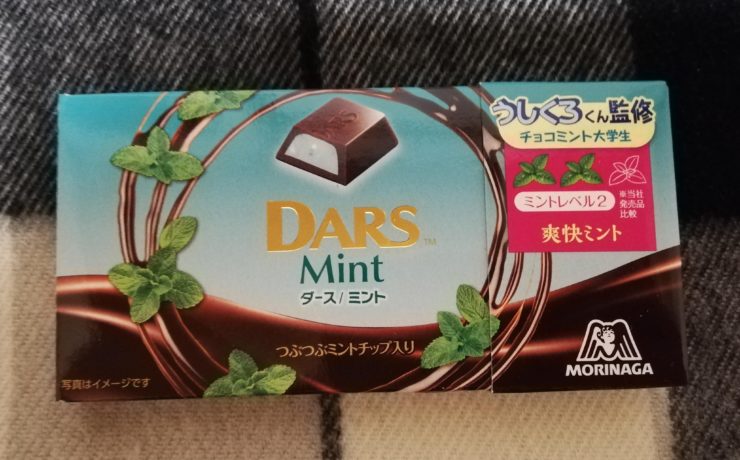 DARS™
Mint
ダース/ミント
つぶつぶミントチップ入り
写真はイメージです
うしくろくん監修
チョコミント大学生
ミントレベル2
※当社
発売品
比較
爽快ミント
MORINAGA